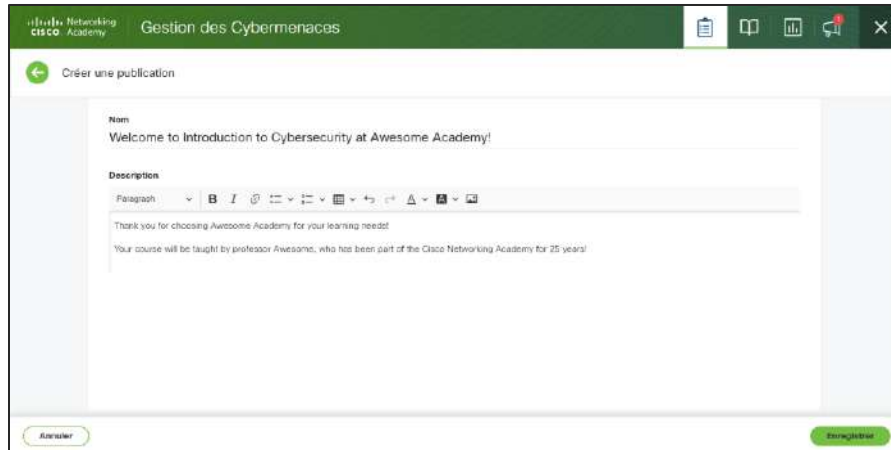 Networking
CISCO Academy
Gestion des Cybermenaces
Créer une publication
Nom
Welcome to Introduction to Cybersecurity at Awesome Academy!
Description
Paragraph B I A A
Thank you for choosing Awesome Academy for your learning needs!
Your course will be taught by professor Awesome, who has been part of the Cisco Networking Academy for 25 years!
Annuler
Enregistrer